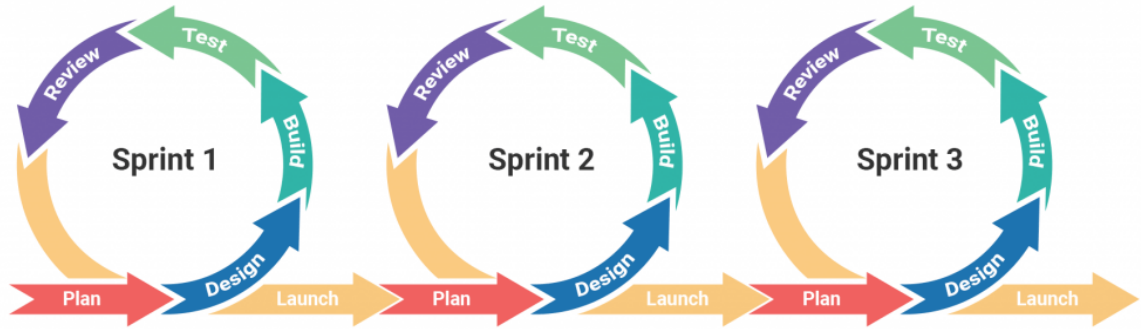 Test
Review
Build
Sprint 1
Design
Plan
Launch
Test
Review
Build
Sprint 2
Design
Plan
Launch
Test
Review
Build
Sprint 3
Design
Plan
Launch